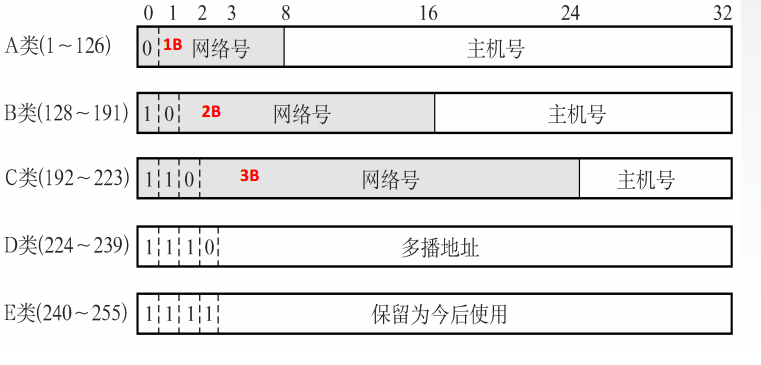 0 1 2 3 8 16 24 32
A类(1～126) 0 1B 网络号 主机号
B类(128～191) 1 0 2B 网络号 主机号
C类(192～223) 1 1 0 3B 网络号 主机号
D类(224～239) 1 1 1 0 多播地址
E类(240～255) 1 1 1 1 保留为今后使用